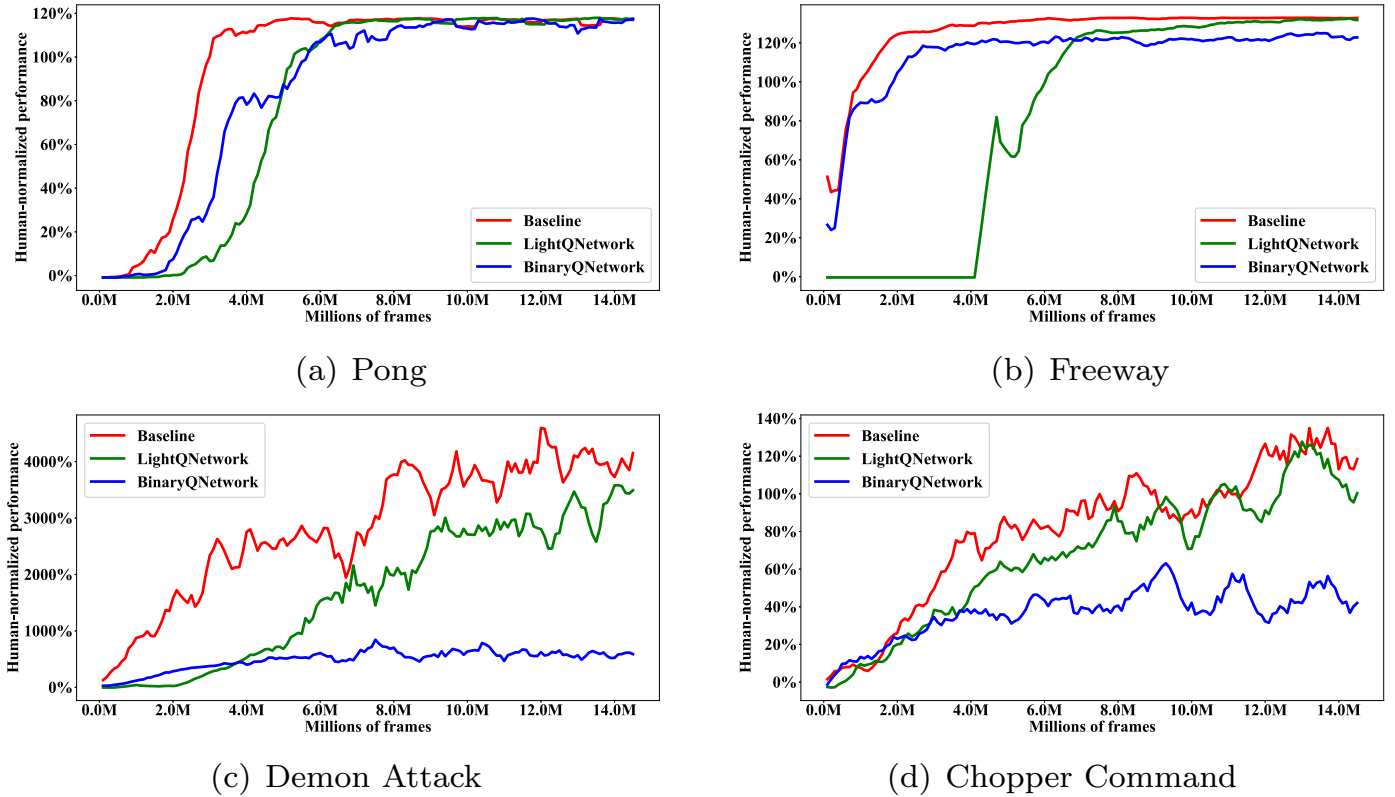 Human-normalized performance
120%
100%
80%
60%
40%
20%
0%
Baseline
LightQNetwork
BinaryQNetwork
0.0M 2.0M 4.0M 6.0M 8.0M 10.0M 12.0M 14.0M
Millions of frames
(a) Pong
Human-normalized performance
120%
100%
80%
60%
40%
20%
0%
Baseline
LightQNetwork
BinaryQNetwork
0.0M 2.0M 4.0M 6.0M 8.0M 10.0M 12.0M 14.0M
Millions of frames
(b) Freeway
Human-normalized performance
4000%
3000%
2000%
1000%
0%
Baseline
LightQNetwork
BinaryQNetwork
0.0M 2.0M 4.0M 6.0M 8.0M 10.0M 12.0M 14.0M
Millions of frames
(c) Demon Attack
Human-normalized performance
140%
120%
100%
80%
60%
40%
20%
0%
Baseline
LightQNetwork
BinaryQNetwork
0.0M 2.0M 4.0M 6.0M 8.0M 10.0M 12.0M 14.0M
Millions of frames
(d) Chopper Command